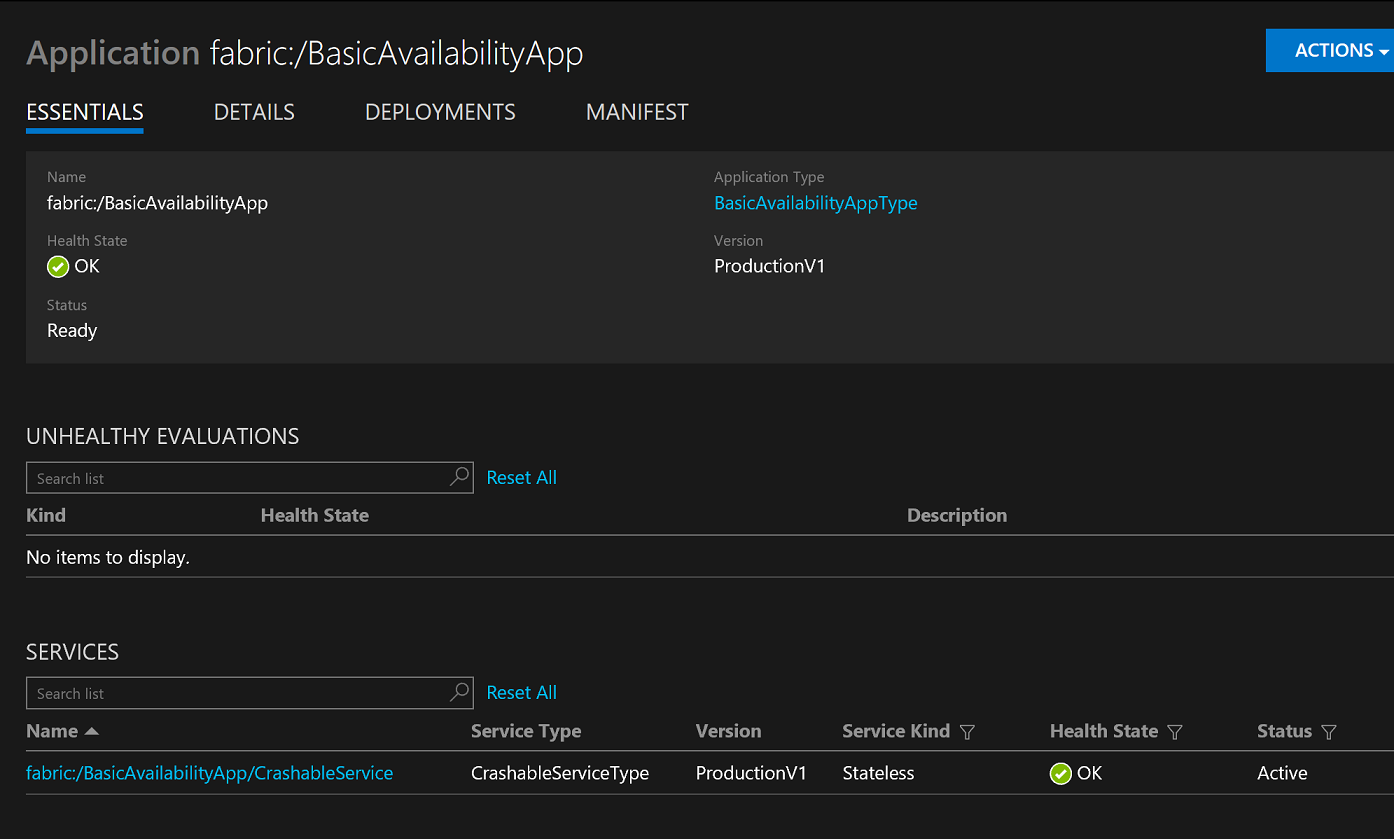 Application fabric:/BasicAvailabilityApp
ACTIONS
ESSENTIALS DETAILS DEPLOYMENTS MANIFEST
Name
fabric:/BasicAvailabilityApp
Application Type
BasicAvailabilityAppType
Health State
OK
Version
ProductionV1
Status
Ready
UNHEALTHY EVALUATIONS
Search list Reset All
Kind Health State Description
No items to display.
SERVICES
Search list Reset All
Name Service Type Version Service Kind Health State Status
fabric:/BasicAvailabilityApp/CrashableService CrashableServiceType ProductionV1 Stateless OK Active